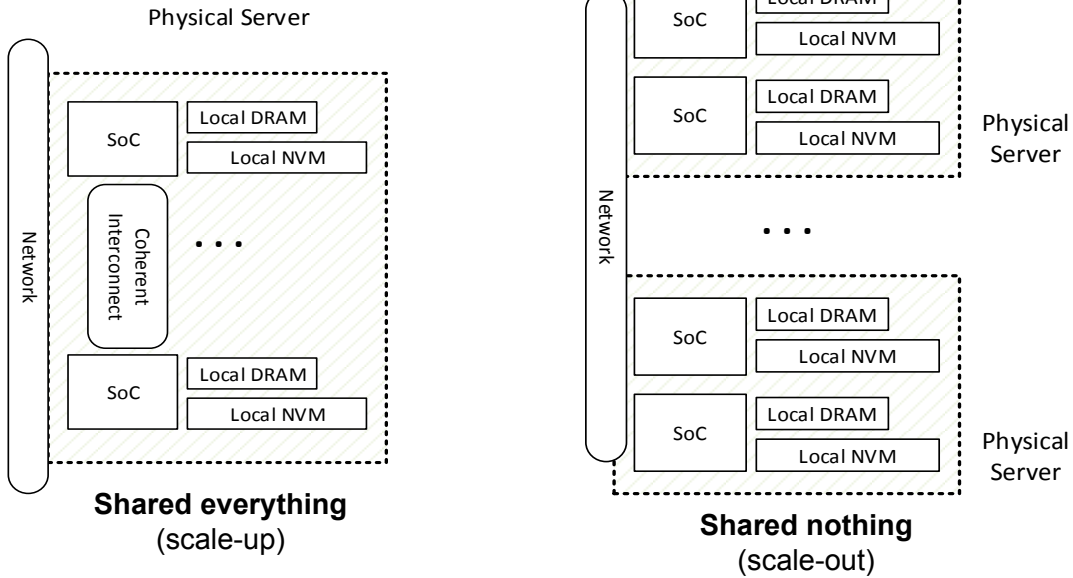 Physical Server
Network
SoC
Local DRAM
Local NVM
Coherent
Interconnect
. . .
SoC
Local DRAM
Local NVM
Shared everything
(scale-up)
Network
SoC
Local DRAM
Local NVM
SoC
Local DRAM
Local NVM
Physical
Server
. . .
SoC
Local DRAM
Local NVM
SoC
Local DRAM
Local NVM
Physical
Server
Shared nothing
(scale-out)